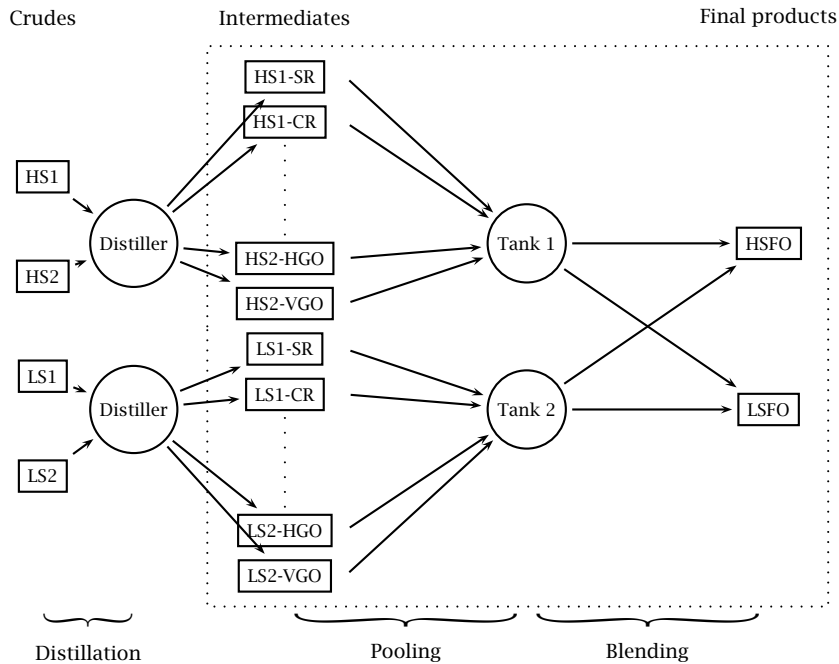 Crudes
Intermediates
Final products
HS1-SR
HS1-CR
HS1
Distiller
HS2
HS2-HGO
HS2-VGO
Tank 1
HSFO
LS1-SR
LS1
LS1-CR
Distiller
Tank 2
LSFO
LS2
LS2-HGO
LS2-VGO
Distillation
Pooling
Blending